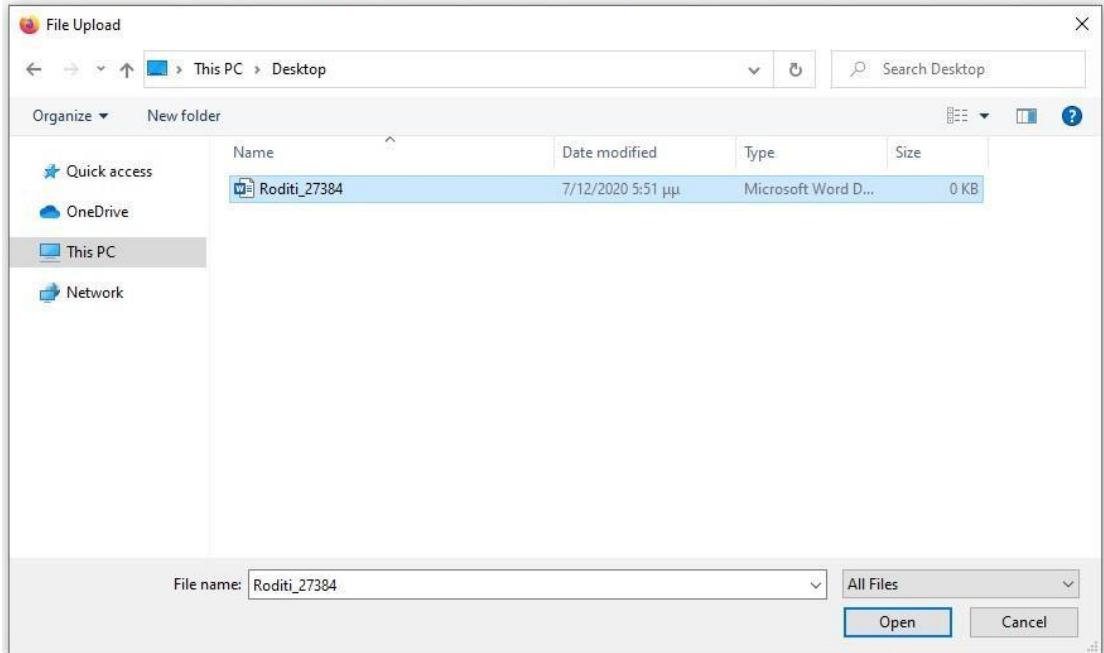 File Upload
This PC > Desktop
Search Desktop
Organize
New folder
Name Date modified Type Size
Quick access
Roditi_27384 7/12/2020 5:51 μμ Microsoft Word D... 0 KB
OneDrive
This PC
Network
File name: Roditi_27384 All Files
Open Cancel